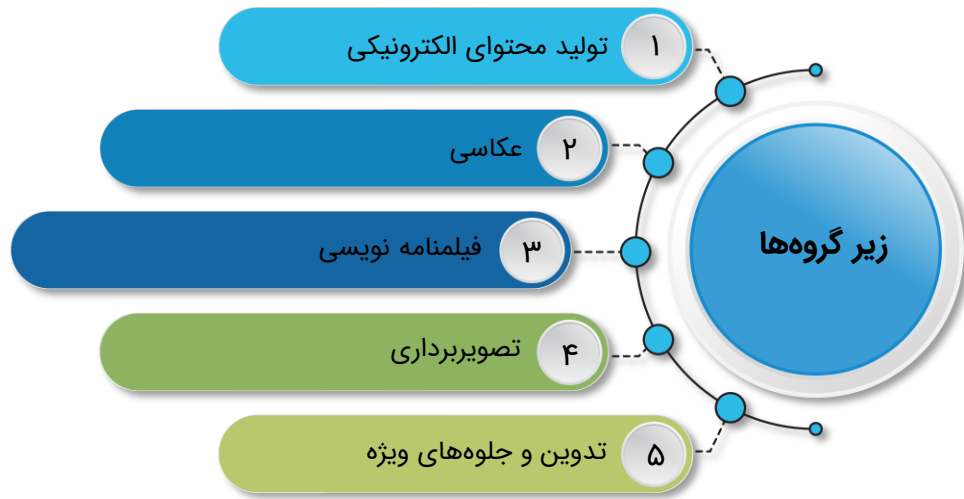 زیر گروه‌ها
۱ تولید محتوای الکترونیکی
۲ عکاسی
۳ فیلمنامه نویسی
۴ تصویربرداری
۵ تدوین و جلوه‌های ویژه